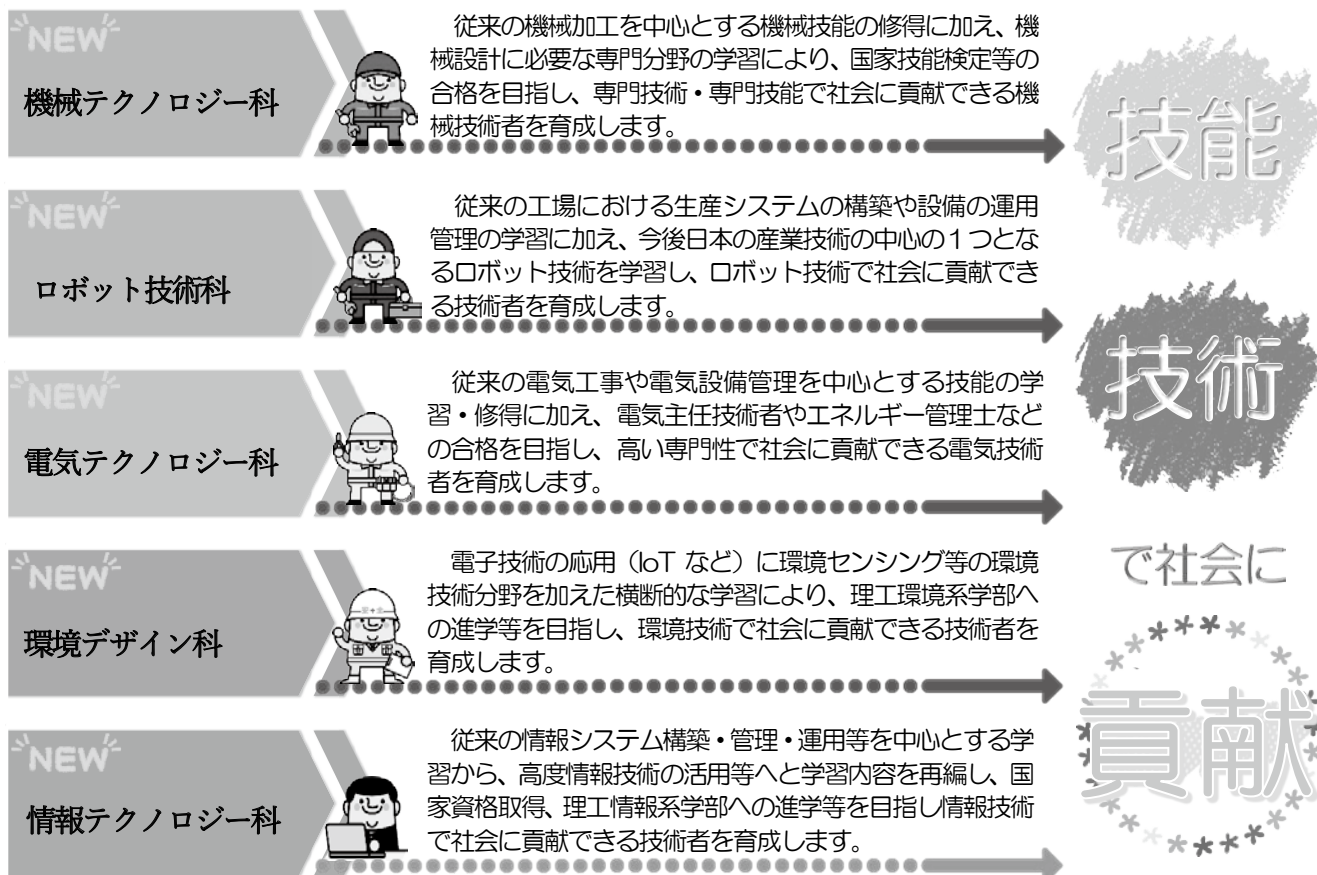 NEW
機械テクノロジー科
従来の機械加工を中心とする機械技能の修得に加え、機
械設計に必要な専門分野の学習により、国家技能検定等の
合格を目指し、専門技術・専門技能で社会に貢献できる機
械技術者を育成します。
NEW
ロボット技術科
従来の工場における生産システムの構築や設備の運用
管理の学習に加え、今後日本の産業技術の中心の1つとな
るロボット技術を学習し、ロボット技術で社会に貢献でき
る技術者を育成します。
NEW
電気テクノロジー科
従来の電気工事や電気設備管理を中心とする技能の学
習・修得に加え、電気主任技術者やエネルギー管理士など
の合格を目指し、高い専門性で社会に貢献できる電気技術
者を育成します。
NEW
環境デザイン科
電子技術の応用(IoT など)に環境センシング等の環境
技術分野を加えた横断的な学習により、理工環境系学部へ
の進学等を目指し、環境技術で社会に貢献できる技術者を
育成します。
NEW
情報テクノロジー科
従来の情報システム構築・管理・運用等を中心とする学
習から、高度情報技術の活用等へと学習内容を再編し、国
家資格取得、理工情報系学部への進学等を目指し情報技術
で社会に貢献できる技術者を育成します。
技能
技術
で社会に
貢献